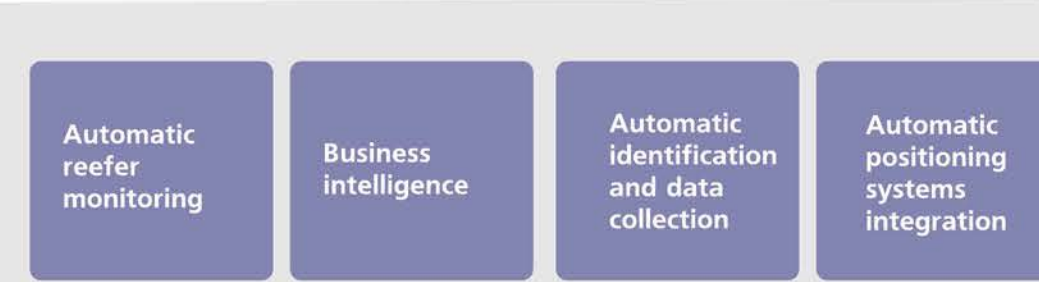 Automatic
reefer
monitoring
Business
intelligence
Automatic
identification
and data
collection
Automatic
positioning
systems
integration